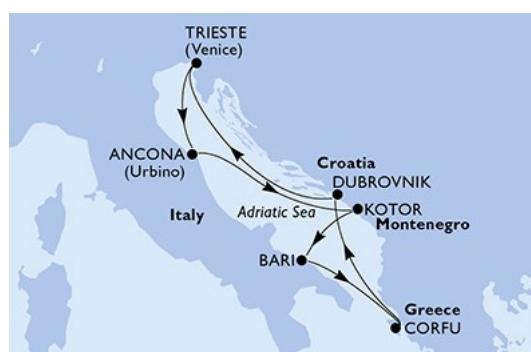 TRIESTE
(Venice)
ANCONA
(Urbino)
Croatia
DUBROVNIK
Italy
Adriatic Sea
KOTOR
Montenegro
BARI
Greece
CORFU